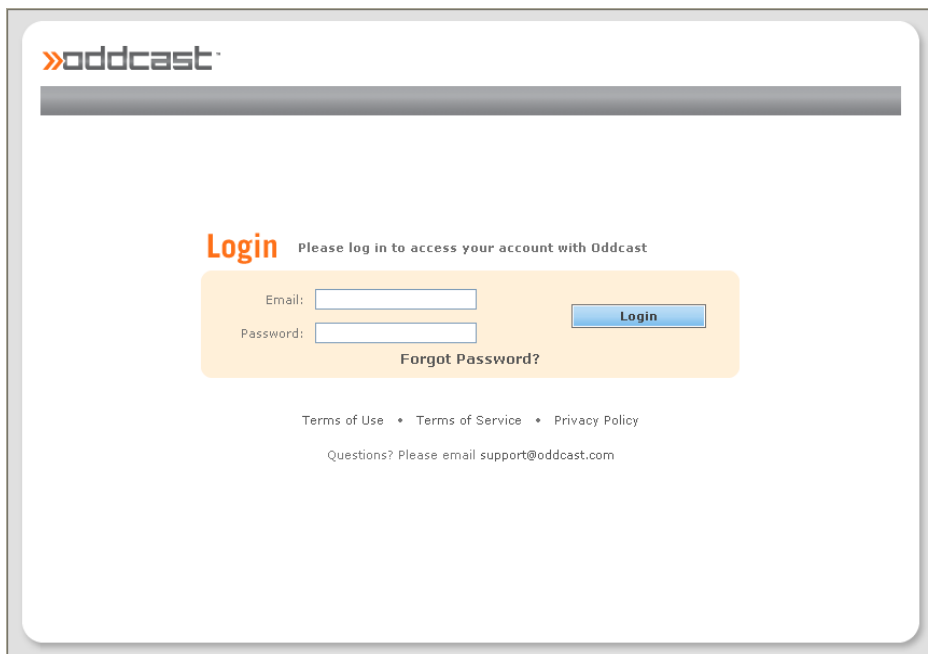 »oddcast™
Login Please log in to access your account with Oddcast
Email:
Login
Password:
Forgot Password?
Terms of Use • Terms of Service • Privacy Policy
Questions? Please email support@oddcast.com